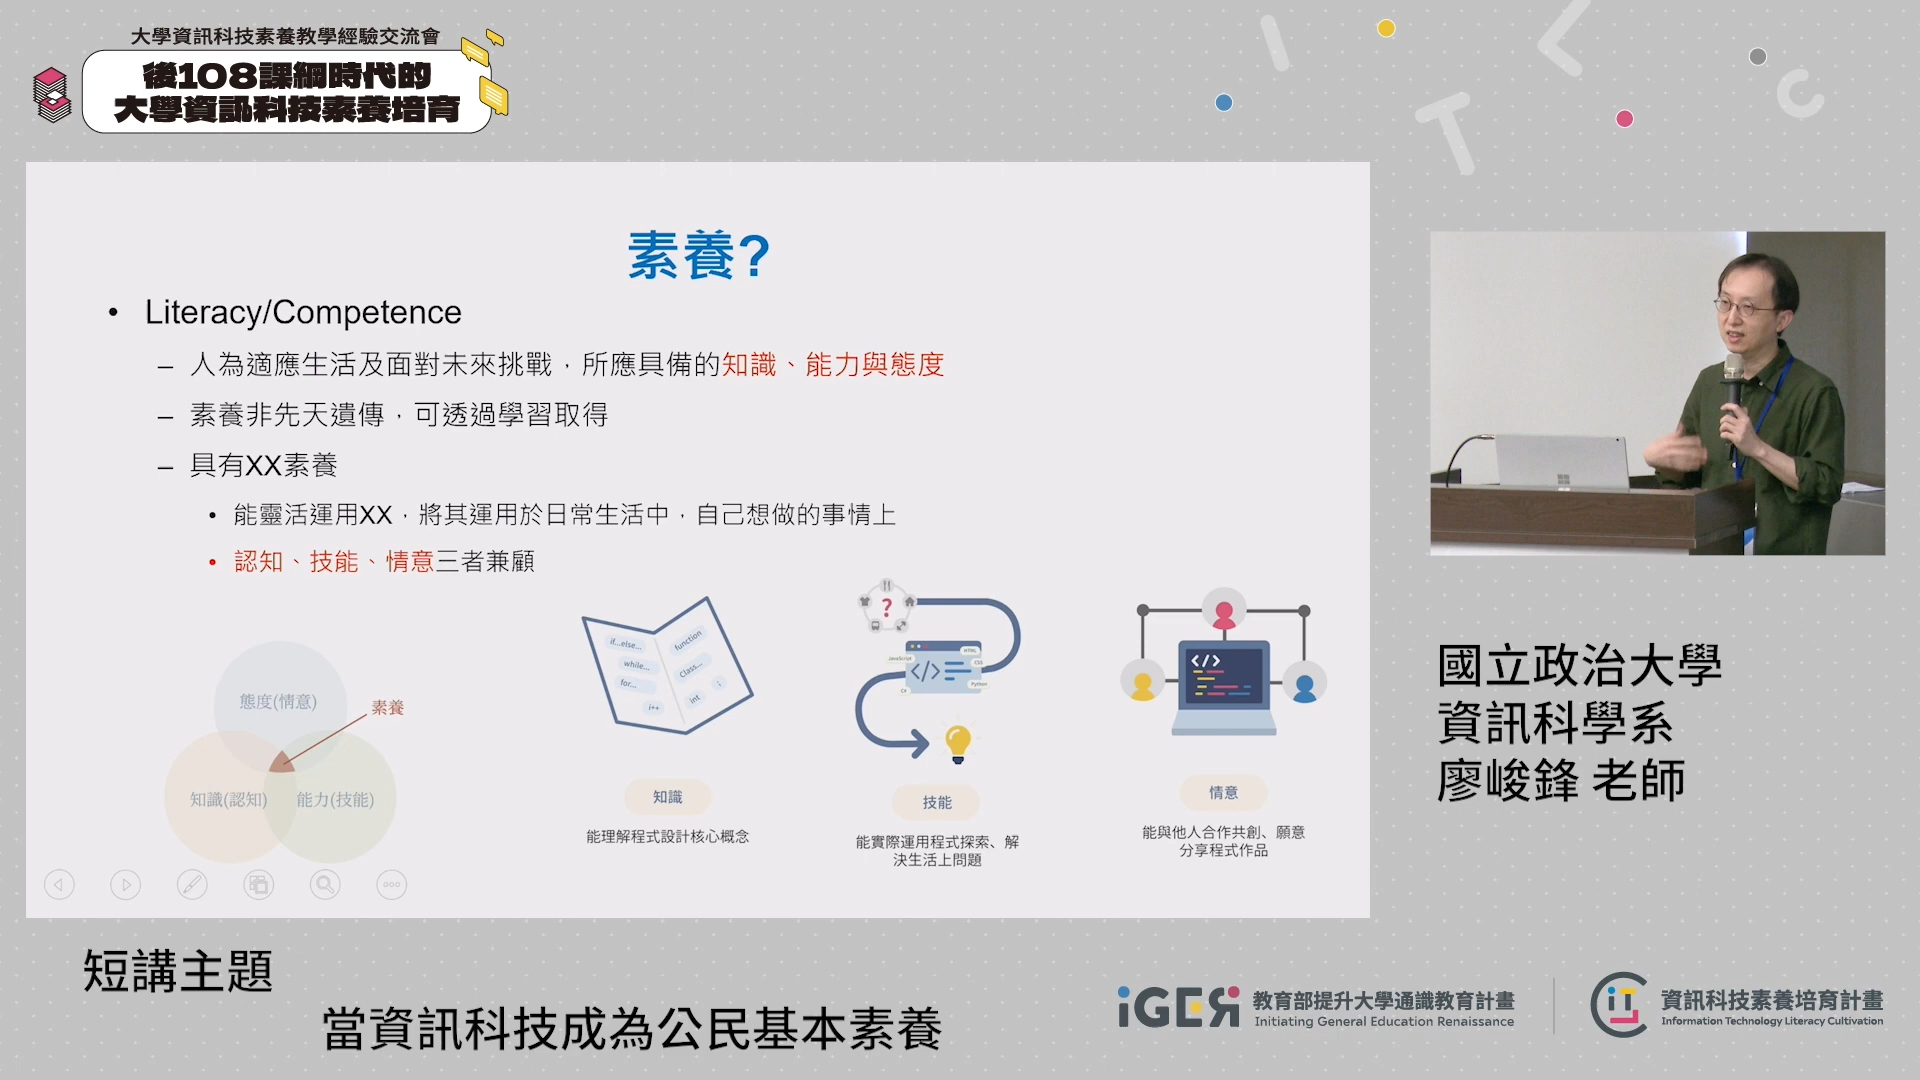 大學資訊科技素養教學經驗交流會
後108課綱時代的
大學資訊科技素養培育
素養?
• Literacy/Competence
– 人為適應生活及面對未來挑戰，所應具備的知識、能力與態度
– 素養非先天遺傳，可透過學習取得
– 具有XX素養
• 能靈活運用XX，將其運用於日常生活中，自己想做的事情上
• 認知、技能、情意三者兼顧
態度(情意)
素養
知識(認知)
能力(技能)
if...else...
while...
for...
i++
function
Class...
int
;
知識
能理解程式設計核心概念
?
JavaScript
HTML
CSS
Python
C#
</>
技能
能實際運用程式探索、解
決生活上問題
</>
情意
能與他人合作共創、願意
分享程式作品
國立政治大學
資訊科學系
廖峻鋒 老師
短講主題
當資訊科技成為公民基本素養
iGER 教育部提升大學通識教育計畫
Initiating General Education Renaissance
iT 資訊科技素養培育計畫
Information Technology Literacy Cultivation